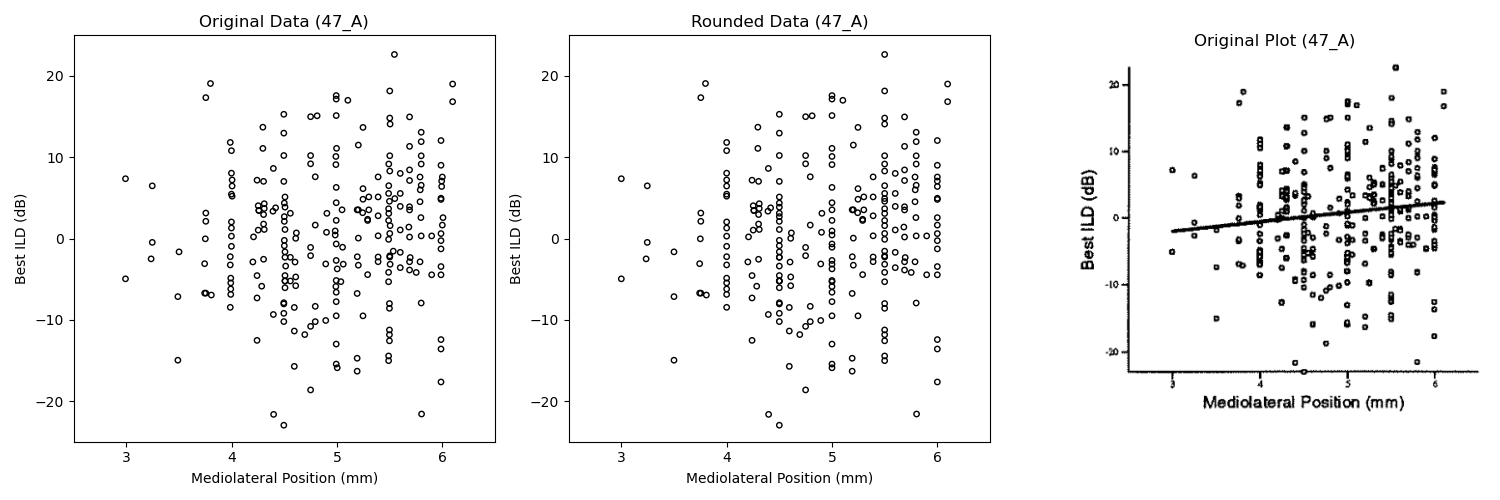 Original Data (47_A)
20
10
0
−10
−20
Best ILD (dB)
3 4 5 6
Mediolateral Position (mm)
Rounded Data (47_A)
20
10
0
−10
−20
Best ILD (dB)
3 4 5 6
Mediolateral Position (mm)
Original Plot (47_A)
20
10
0
-10
-20
Best ILD (dB)
3 4 5 6
Mediolateral Position (mm)